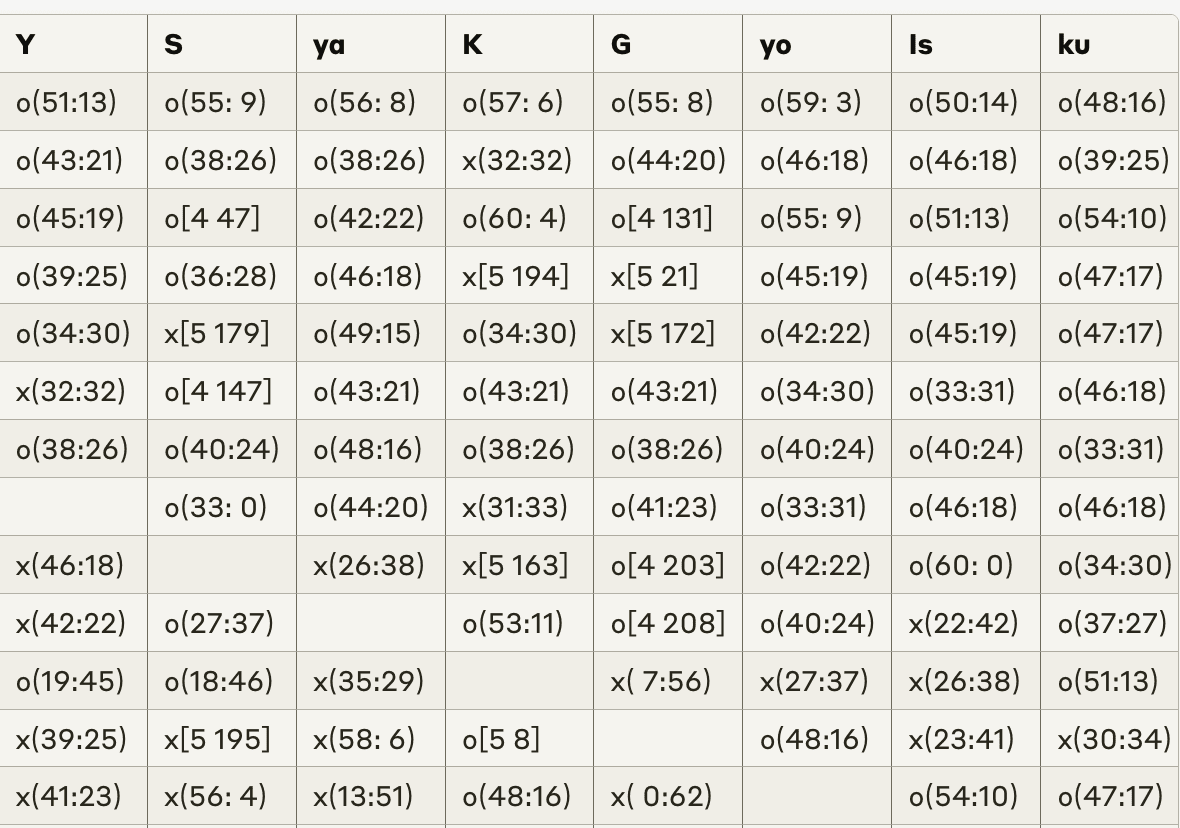 Y S ya K G yo Is ku
o(51:13) o(55: 9) o(56: 8) o(57: 6) o(55: 8) o(59: 3) o(50:14) o(48:16)
o(43:21) o(38:26) o(38:26) x(32:32) o(44:20) o(46:18) o(46:18) o(39:25)
o(45:19) o[4 47] o(42:22) o(60: 4) o[4 131] o(55: 9) o(51:13) o(54:10)
o(39:25) o(36:28) o(46:18) x[5 194] x[5 21] o(45:19) o(45:19) o(47:17)
o(34:30) x[5 179] o(49:15) o(34:30) x[5 172] o(42:22) o(45:19) o(47:17)
x(32:32) o[4 147] o(43:21) o(43:21) o(43:21) o(34:30) o(33:31) o(46:18)
o(38:26) o(40:24) o(48:16) o(38:26) o(38:26) o(40:24) o(40:24) o(33:31)
o(33: 0) o(44:20) x(31:33) o(41:23) o(33:31) o(46:18) o(46:18)
x(46:18) x(26:38) x[5 163] o[4 203] o(42:22) o(60: 0) o(34:30)
x(42:22) o(27:37) o(53:11) o[4 208] o(40:24) x(22:42) o(37:27)
o(19:45) o(18:46) x(35:29) x( 7:56) x(27:37) x(26:38) o(51:13)
x(39:25) x[5 195] x(58: 6) o[5 8] o(48:16) x(23:41) x(30:34)
x(41:23) x(56: 4) x(13:51) o(48:16) x( 0:62) o(54:10) o(47:17)